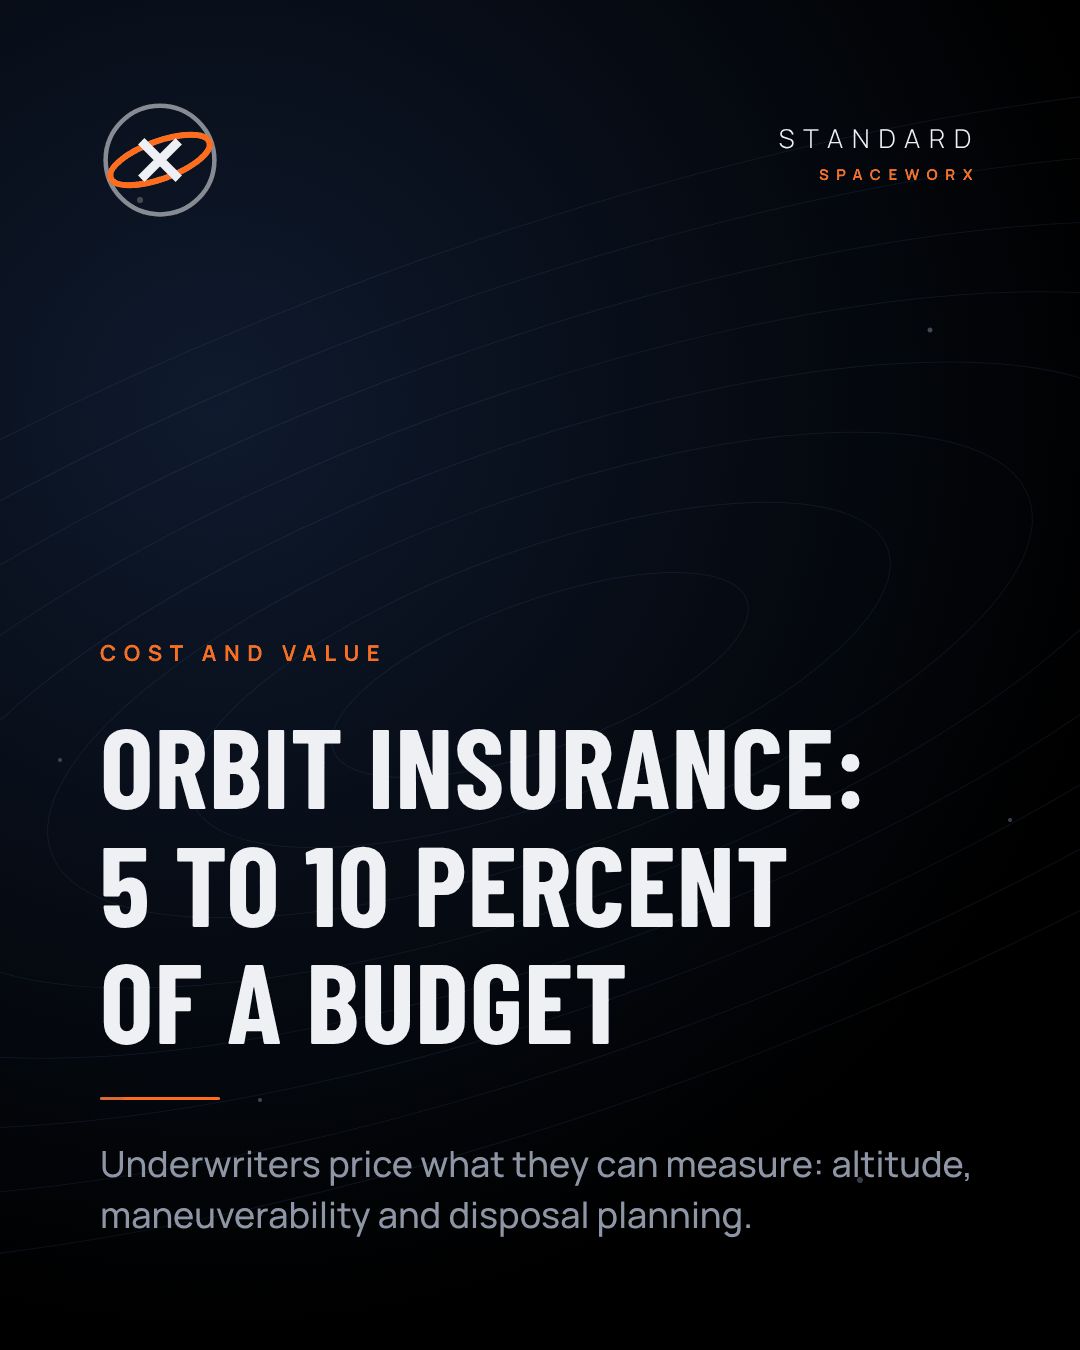 STANDARD
SPACEWORX
COST AND VALUE
ORBIT INSURANCE:
5 TO 10 PERCENT
OF A BUDGET
Underwriters price what they can measure: altitude,
maneuverability and disposal planning.